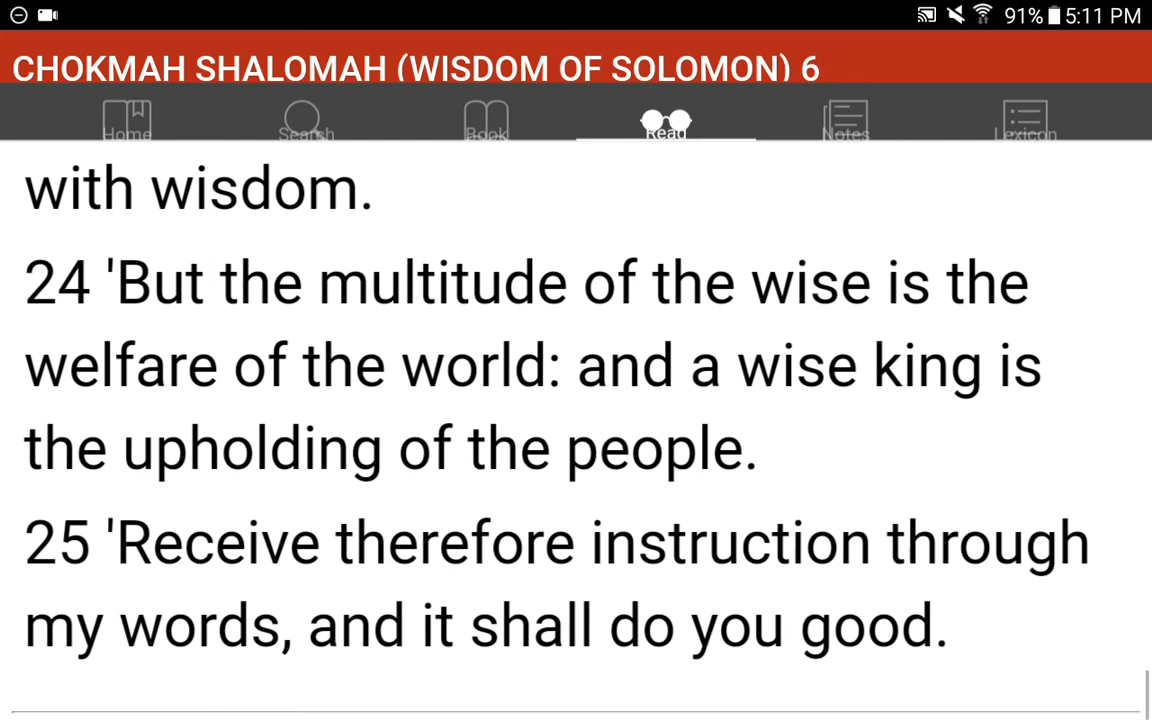 91% 5:11 PM
CHOKMAH SHALOMAH (WISDOM OF SOLOMON) 6
Home Search Book Read Notes Lexicon
with wisdom.
24 'But the multitude of the wise is the
welfare of the world: and a wise king is
the upholding of the people.
25 'Receive therefore instruction through
my words, and it shall do you good.